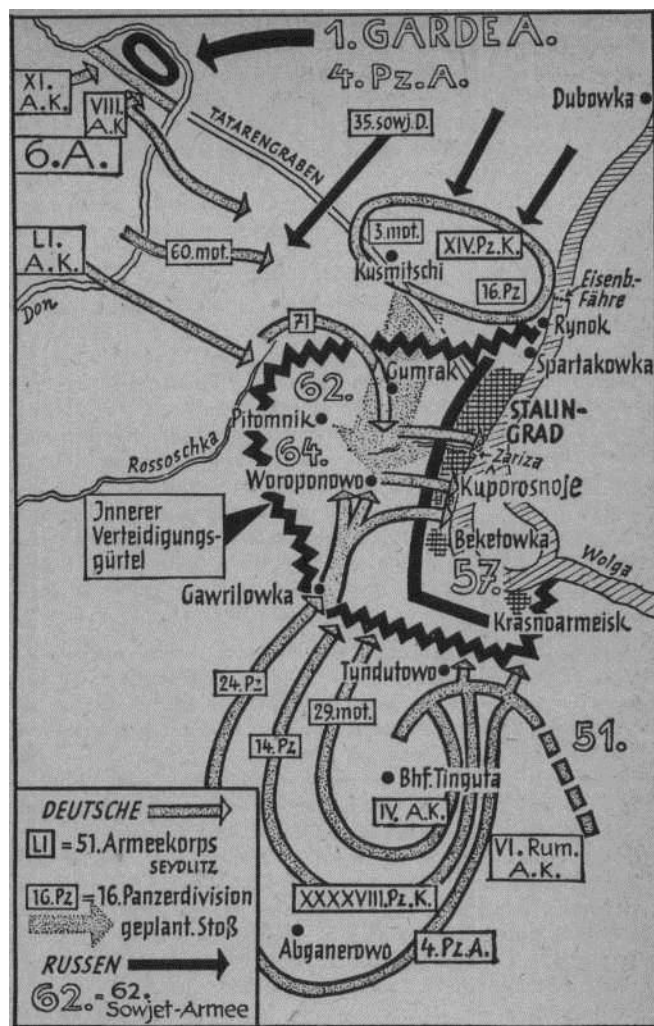 1. GARDE A.
4. Pz. A.
XI.
A.K.
VIII.
A.K
6. A.
TATARENGRABEN
35. sowj. D.
Dubowka
LI.
A.K.
60. mot.
3. mot.
XIV. Pz. K.
Kusmitschi
16. Pz
Eisenb.-
Fähre
Don
71
Rynok
Spartakowka
Gumrak
62.
STALIN-
GRAD
Pitomnik
Rossoschka
64.
Zariza
Woroponowo
Kuporosnoje
Innerer
Verteidigungs-
gürtel
Beketowka
Wolga
57.
Gawrilowka
Krasnoarmeisk
Tundutowo
24. Pz
29. mot.
14. Pz
51.
Bhf. Tinguta
IV. A.K.
VI. Rum.
A.K.
XXXXVIII. Pz. K.
Abganerowo
4. Pz. A.
DEUTSCHE
LI = 51. Armeekorps
SEYDLITZ
16. Pz = 16. Panzerdivision
geplant. Stoß
RUSSEN
62. = 62.
Sowjet-Armee